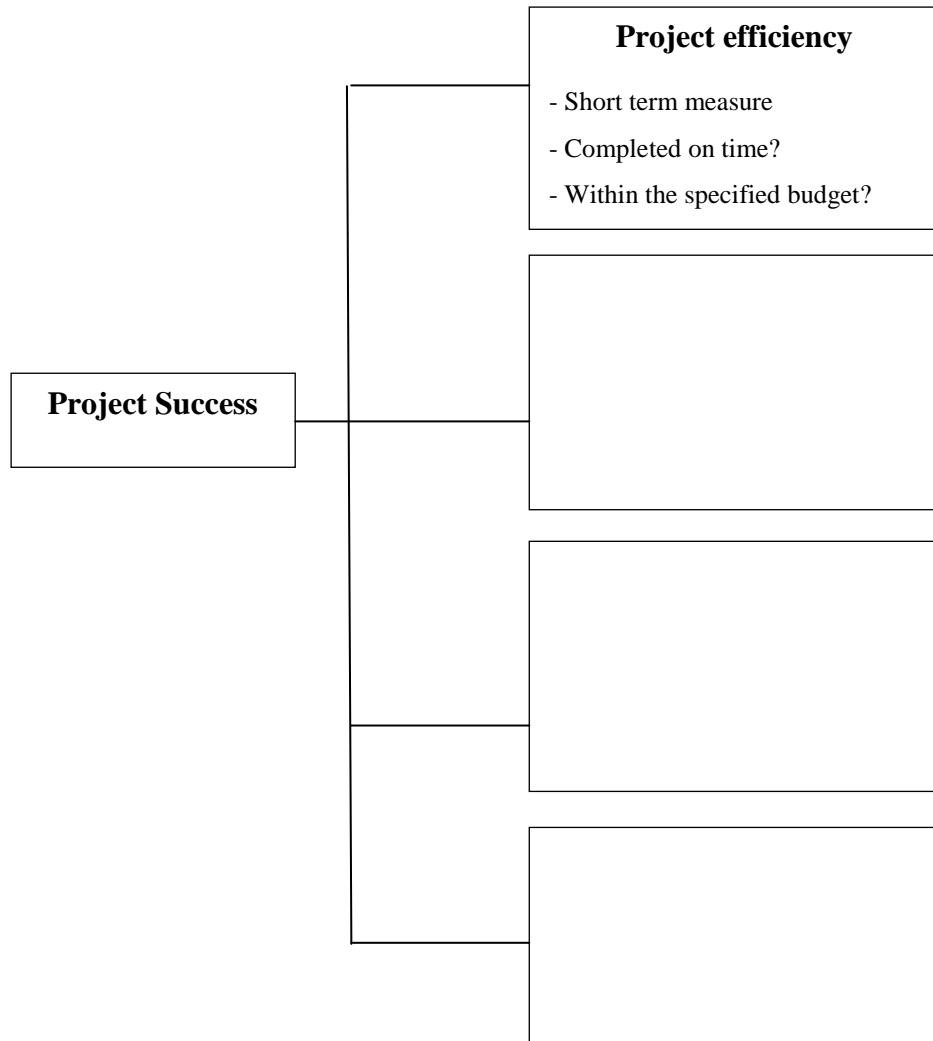 Project efficiency
- Short term measure
- Completed on time?
- Within the specified budget?
Project Success